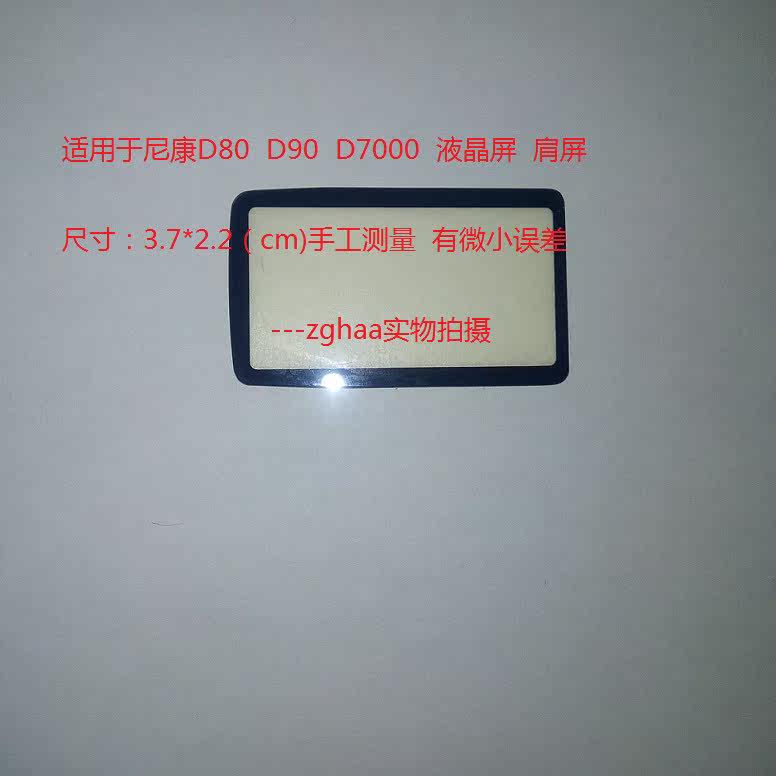 适用于尼康D80 D90 D7000 液晶屏 肩屏
尺寸：3.7*2.2（cm)手工测量 有微小误差
---zghaa实物拍摄